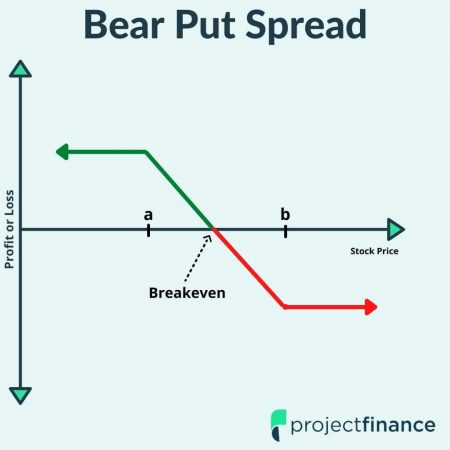 Bear Put Spread
Profit or Loss
a
b
Stock Price
Breakeven
projectfinance